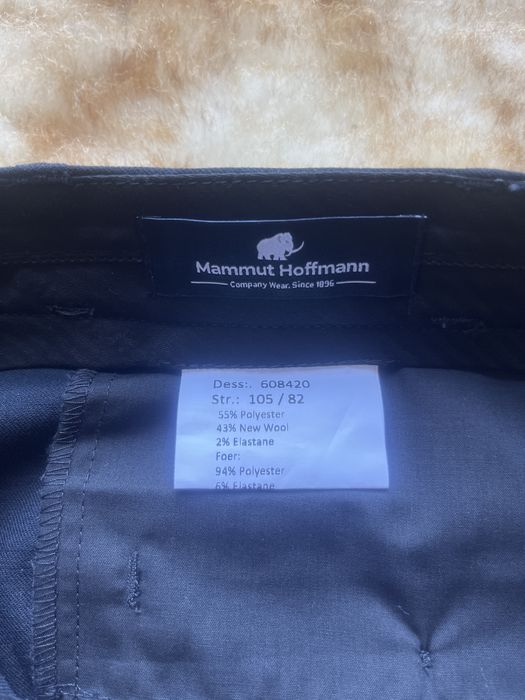 Mammut Hoffmann
Company Wear. Since 1896
Dess:. 608420
Str.: 105 / 82
55% Polyester
43% New Wool
2% Elastane
Foer:
94% Polyester
6% Elastane